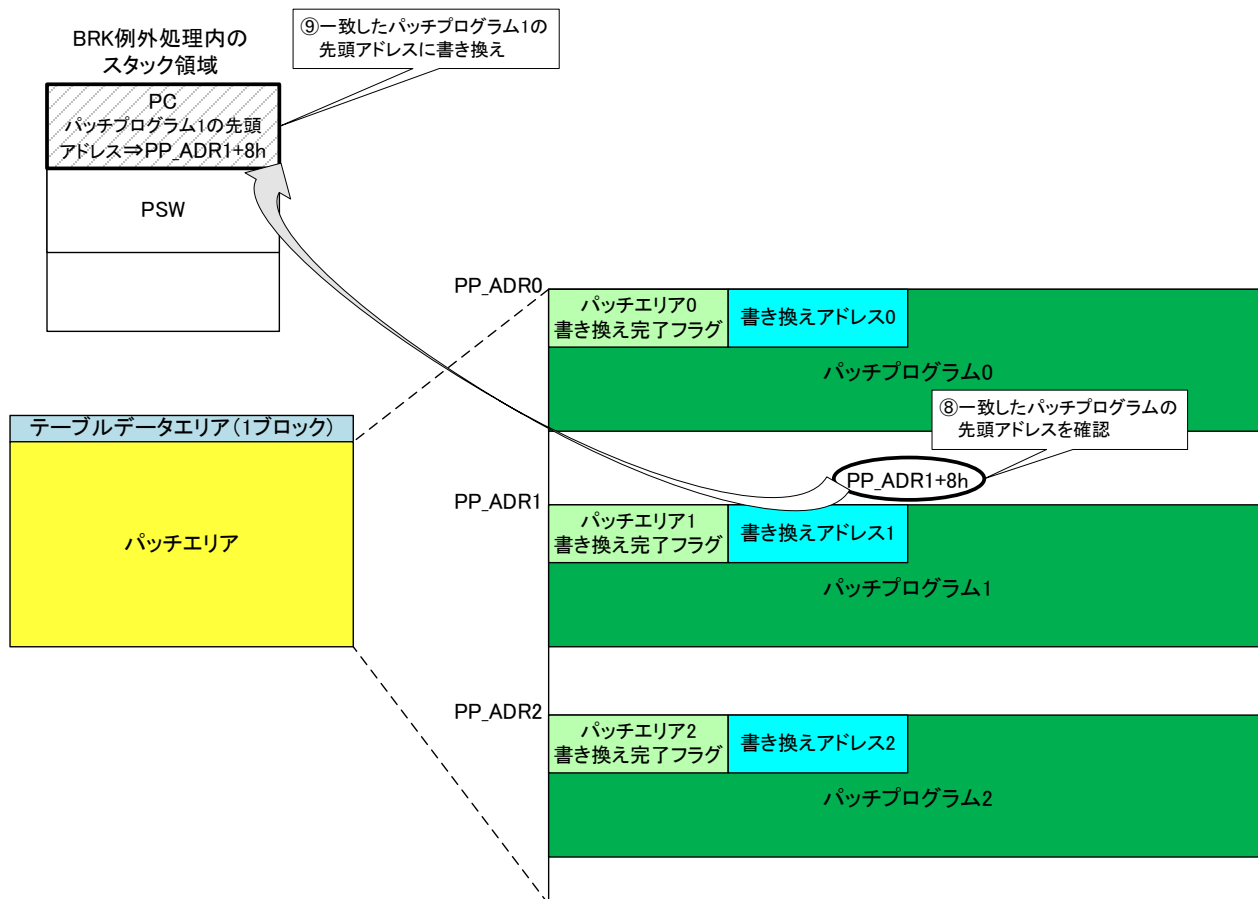 ⑨一致したパッチプログラム1の
先頭アドレスに書き換え
BRK例外処理内の
スタック領域
PC
パッチプログラム1の先頭
アドレス⇒PP_ADR1+8h
PSW
PP_ADR0
パッチエリア0
書き換え完了フラグ
書き換えアドレス0
パッチプログラム0
⑧一致したパッチプログラムの
先頭アドレスを確認
テーブルデータエリア(1ブロック)
パッチエリア
PP_ADR1+8h
PP_ADR1
パッチエリア1
書き換え完了フラグ
書き換えアドレス1
パッチプログラム1
PP_ADR2
パッチエリア2
書き換え完了フラグ
書き換えアドレス2
パッチプログラム2